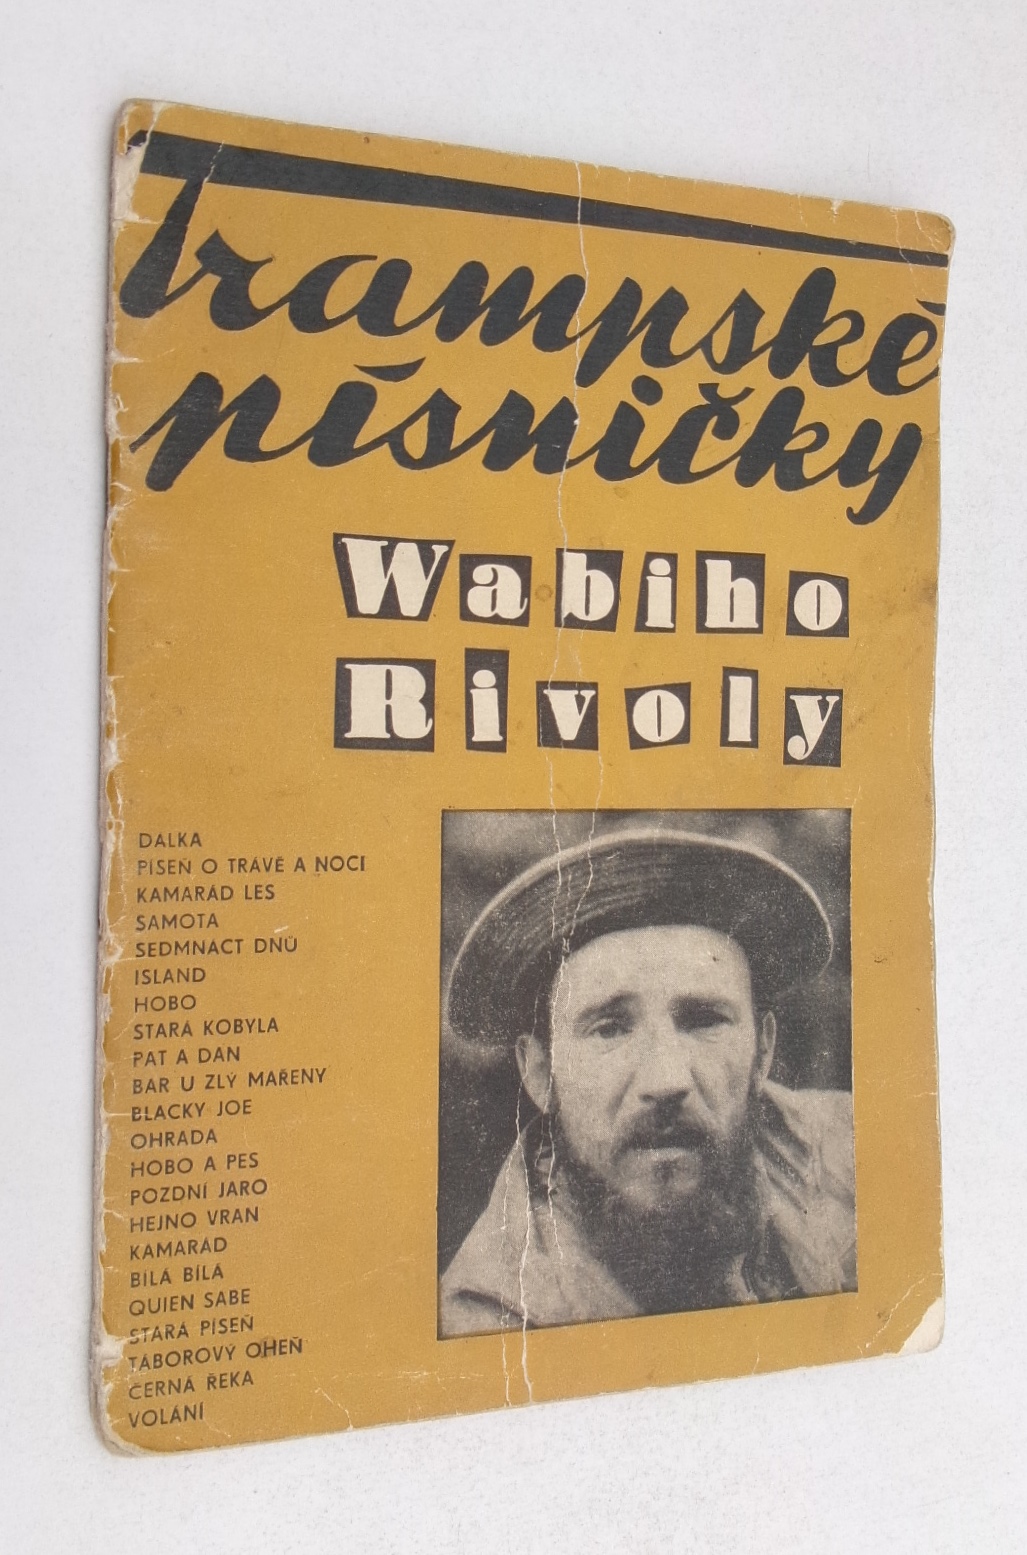 Trampské
písničky
Wabiho
Rivoly
DÁLKA
PÍSEŇ O TRÁVĚ A NOCI
KAMARÁD LES
SAMOTA
SEDMNÁCT DNŮ
ISLAND
HOBO
STARÁ KOBYLA
PAT A DAN
BAR U ZLÝ MAŘENY
BLACKY JOE
OHRADA
HOBO A PES
POZDNÍ JARO
HEJNO VRAN
KAMARÁD
BÍLÁ BÍLÁ
QUIEN SABE
STARÁ PÍSEŇ
TÁBOROVÝ OHEŇ
ČERNÁ ŘEKA
VOLÁNÍ